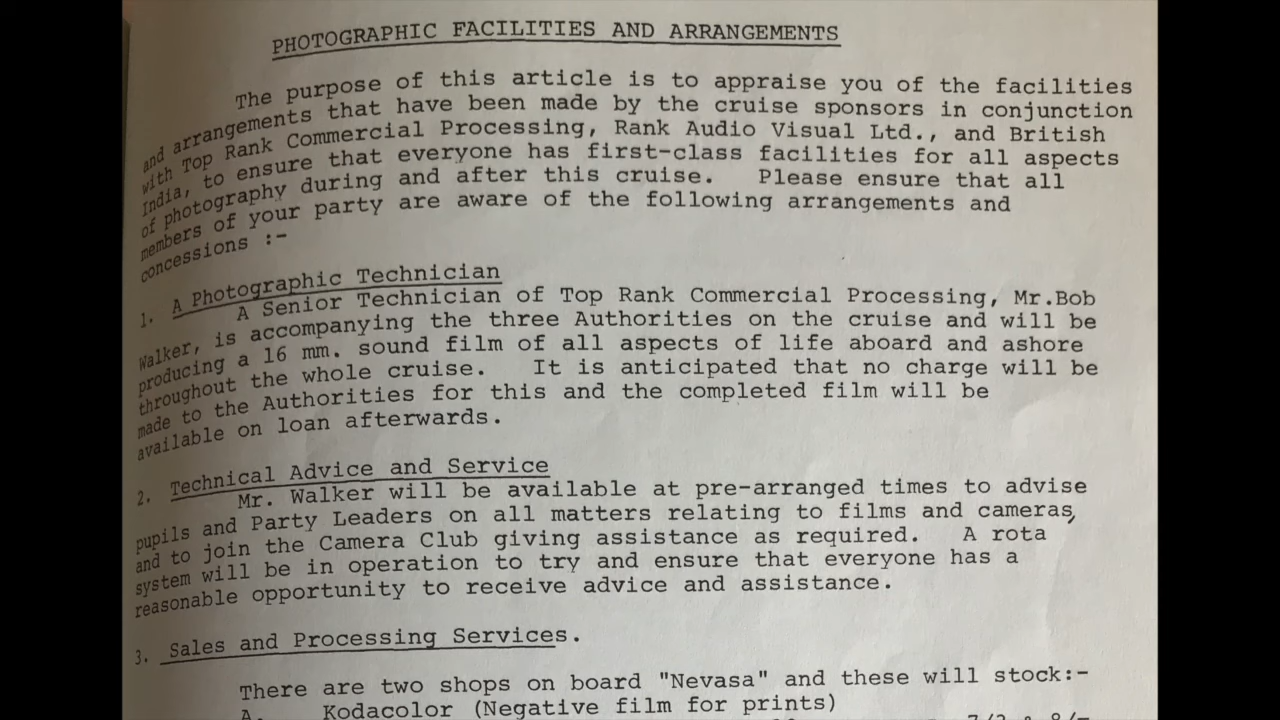 PHOTOGRAPHIC FACILITIES AND ARRANGEMENTS
The purpose of this article is to appraise you of the facilities
and arrangements that have been made by the cruise sponsors in conjunction
with Top Rank Commercial Processing, Rank Audio Visual Ltd., and British
India, to ensure that everyone has first-class facilities for all aspects
of photography during and after this cruise. Please ensure that all
members of your party are aware of the following arrangements and
concessions :-
1. A Photographic Technician
A Senior Technician of Top Rank Commercial Processing, Mr.Bob
Walker, is accompanying the three Authorities on the cruise and will be
producing a 16 mm. sound film of all aspects of life aboard and ashore
throughout the whole cruise. It is anticipated that no charge will be
made to the Authorities for this and the completed film will be
available on loan afterwards.
2. Technical Advice and Service
Mr. Walker will be available at pre-arranged times to advise
pupils and Party Leaders on all matters relating to films and cameras,
and to join the Camera Club giving assistance as required. A rota
system will be in operation to try and ensure that everyone has a
reasonable opportunity to receive advice and assistance.
3. Sales and Processing Services.
There are two shops on board "Nevasa" and these will stock:-
A. Kodacolor (Negative film for prints)